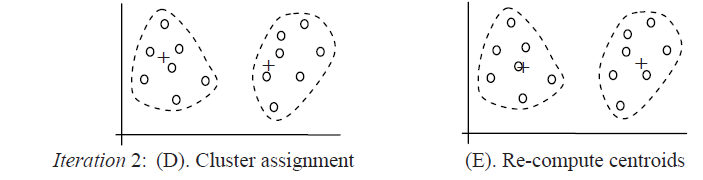 Iteration 2: (D). Cluster assignment
(E). Re-compute centroids